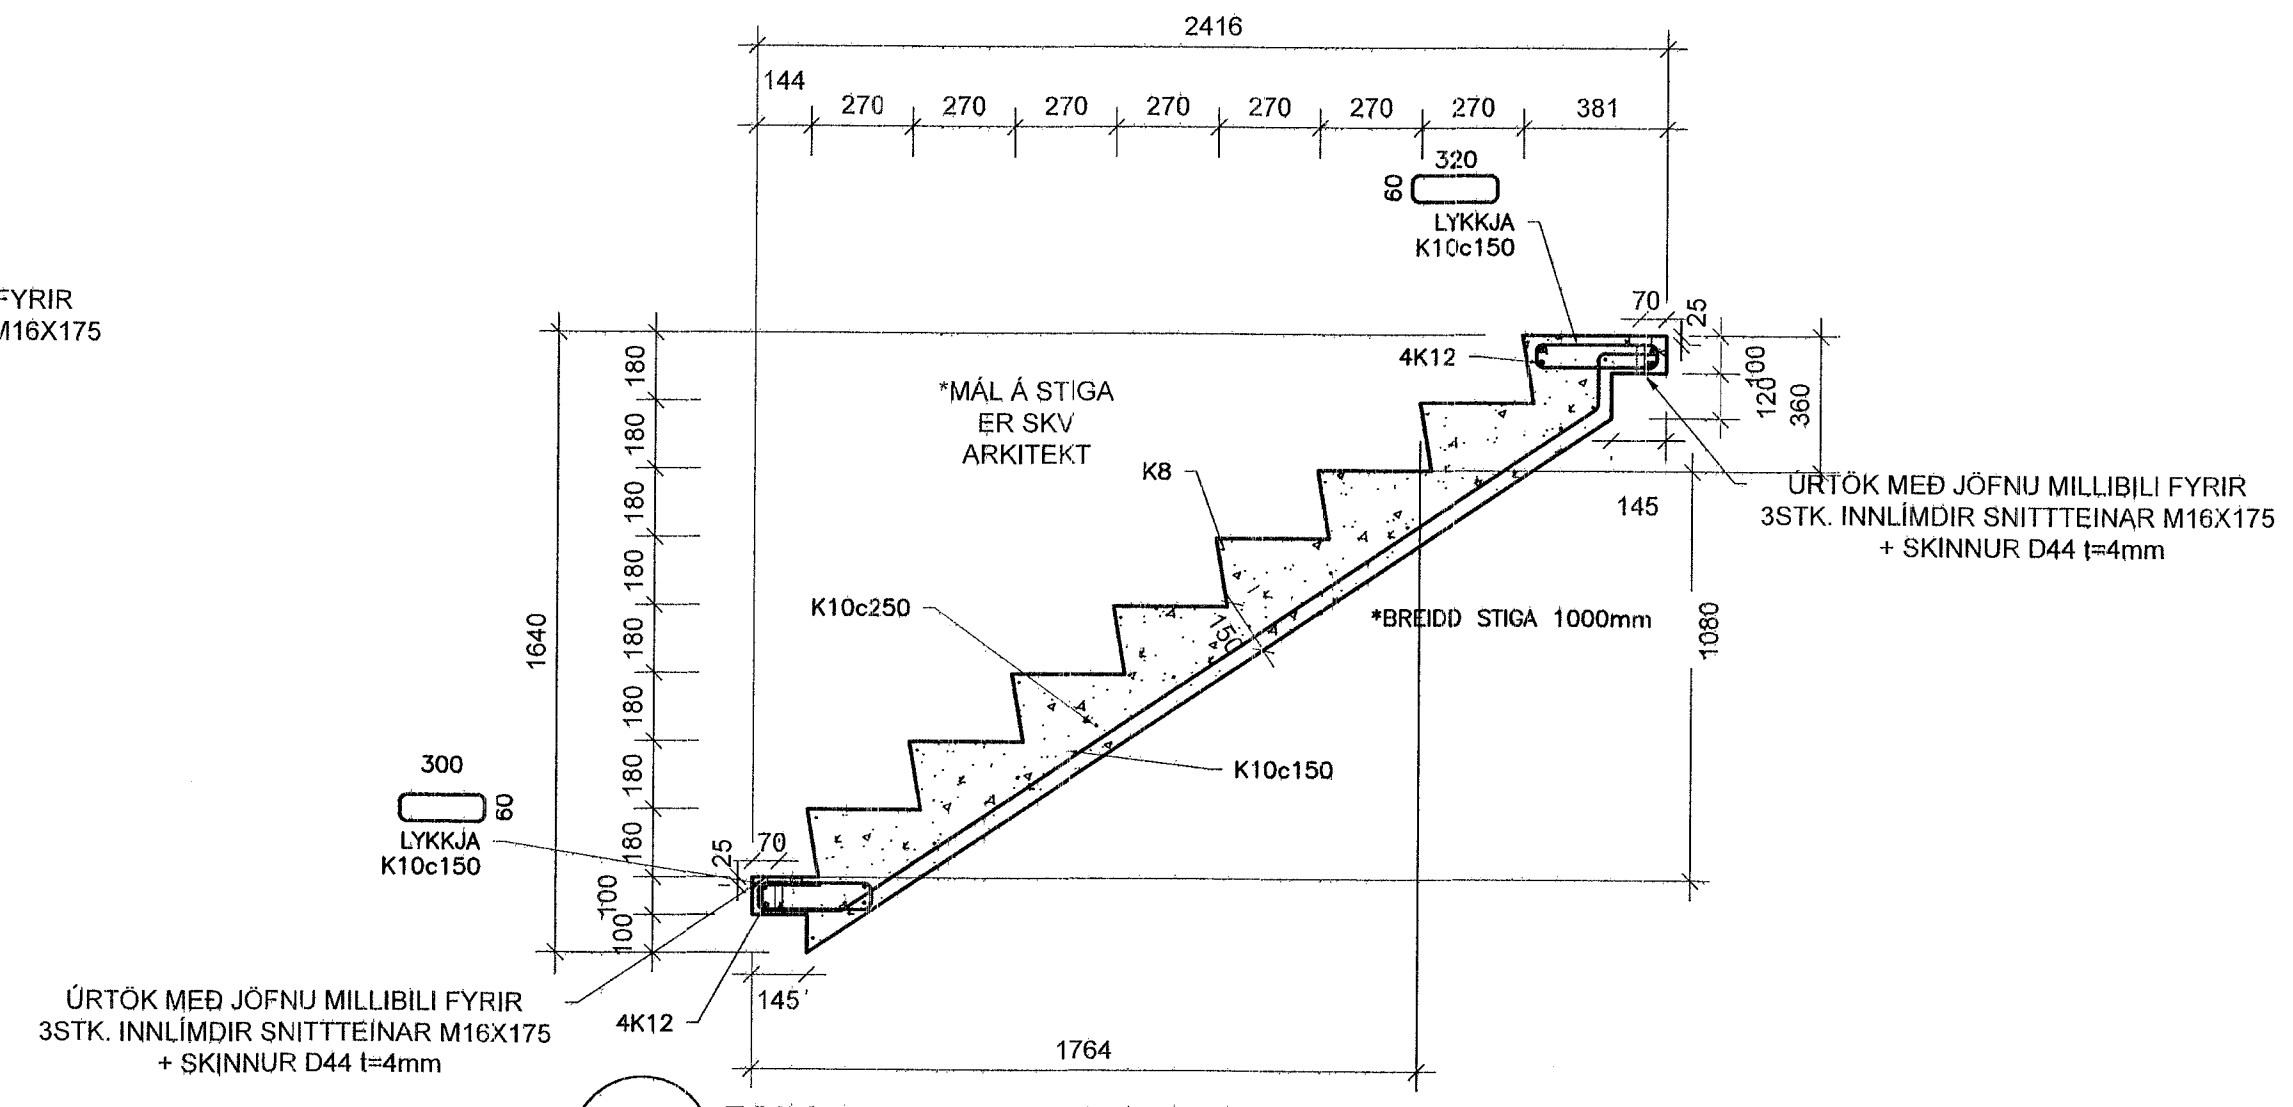 2416
144
270
270
270
270
270
270
270
381
320
60
LYKKJA
K10c150
FYRIR
M16X175
70
25
4K12
100
120
360
180
180
180
180
180
180
180
180
100
100
1640
*MÁL Á STIGA
ER SKV
ARKITEKT
K8
ÚRTÖK MEÐ JÖFNU MILLIBILI FYRIR
3STK. INNLÍMDIR SNITTTEINAR M16X175
+ SKINNUR D44 t=4mm
145
K10c250
150
*BREIDD STIGA 1000mm
1080
K10c150
300
60
LYKKJA
K10c150
25
70
ÚRTÖK MEÐ JÖFNU MILLIBILI FYRIR
3STK. INNLÍMDIR SNITTTEINAR M16X175
+ SKINNUR D44 t=4mm
4K12
145
1764